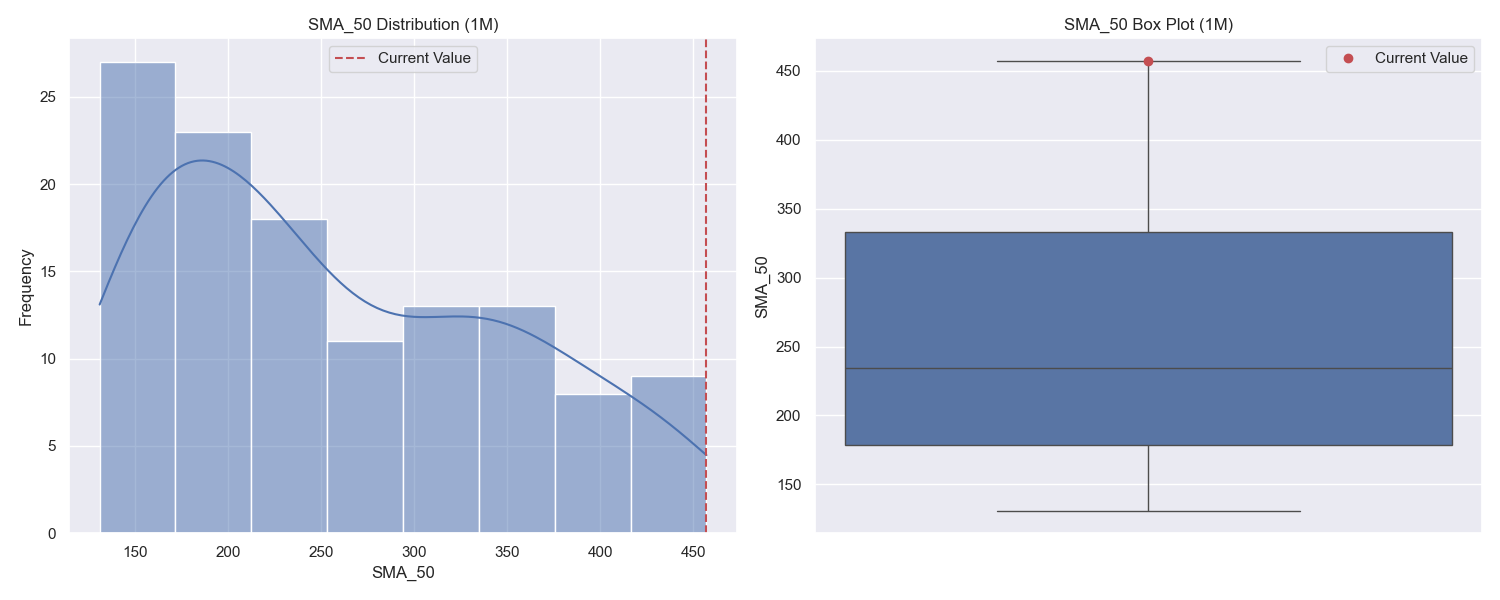 SMA_50 Distribution (1M)
Current Value
Frequency
25
20
15
10
5
0
150
200
250
300
350
400
450
SMA_50
SMA_50 Box Plot (1M)
Current Value
SMA_50
450
400
350
300
250
200
150